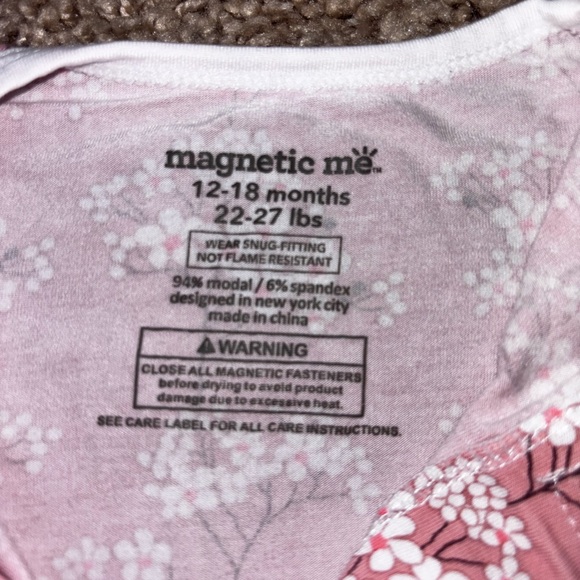 magnetic me™
12-18 months
22-27 lbs
WEAR SNUG-FITTING
NOT FLAME RESISTANT
94% modal / 6% spandex
designed in new york city
made in china
⚠WARNING
CLOSE ALL MAGNETIC FASTENERS
before drying to avoid product
damage due to excessive heat.
SEE CARE LABEL FOR ALL CARE INSTRUCTIONS.